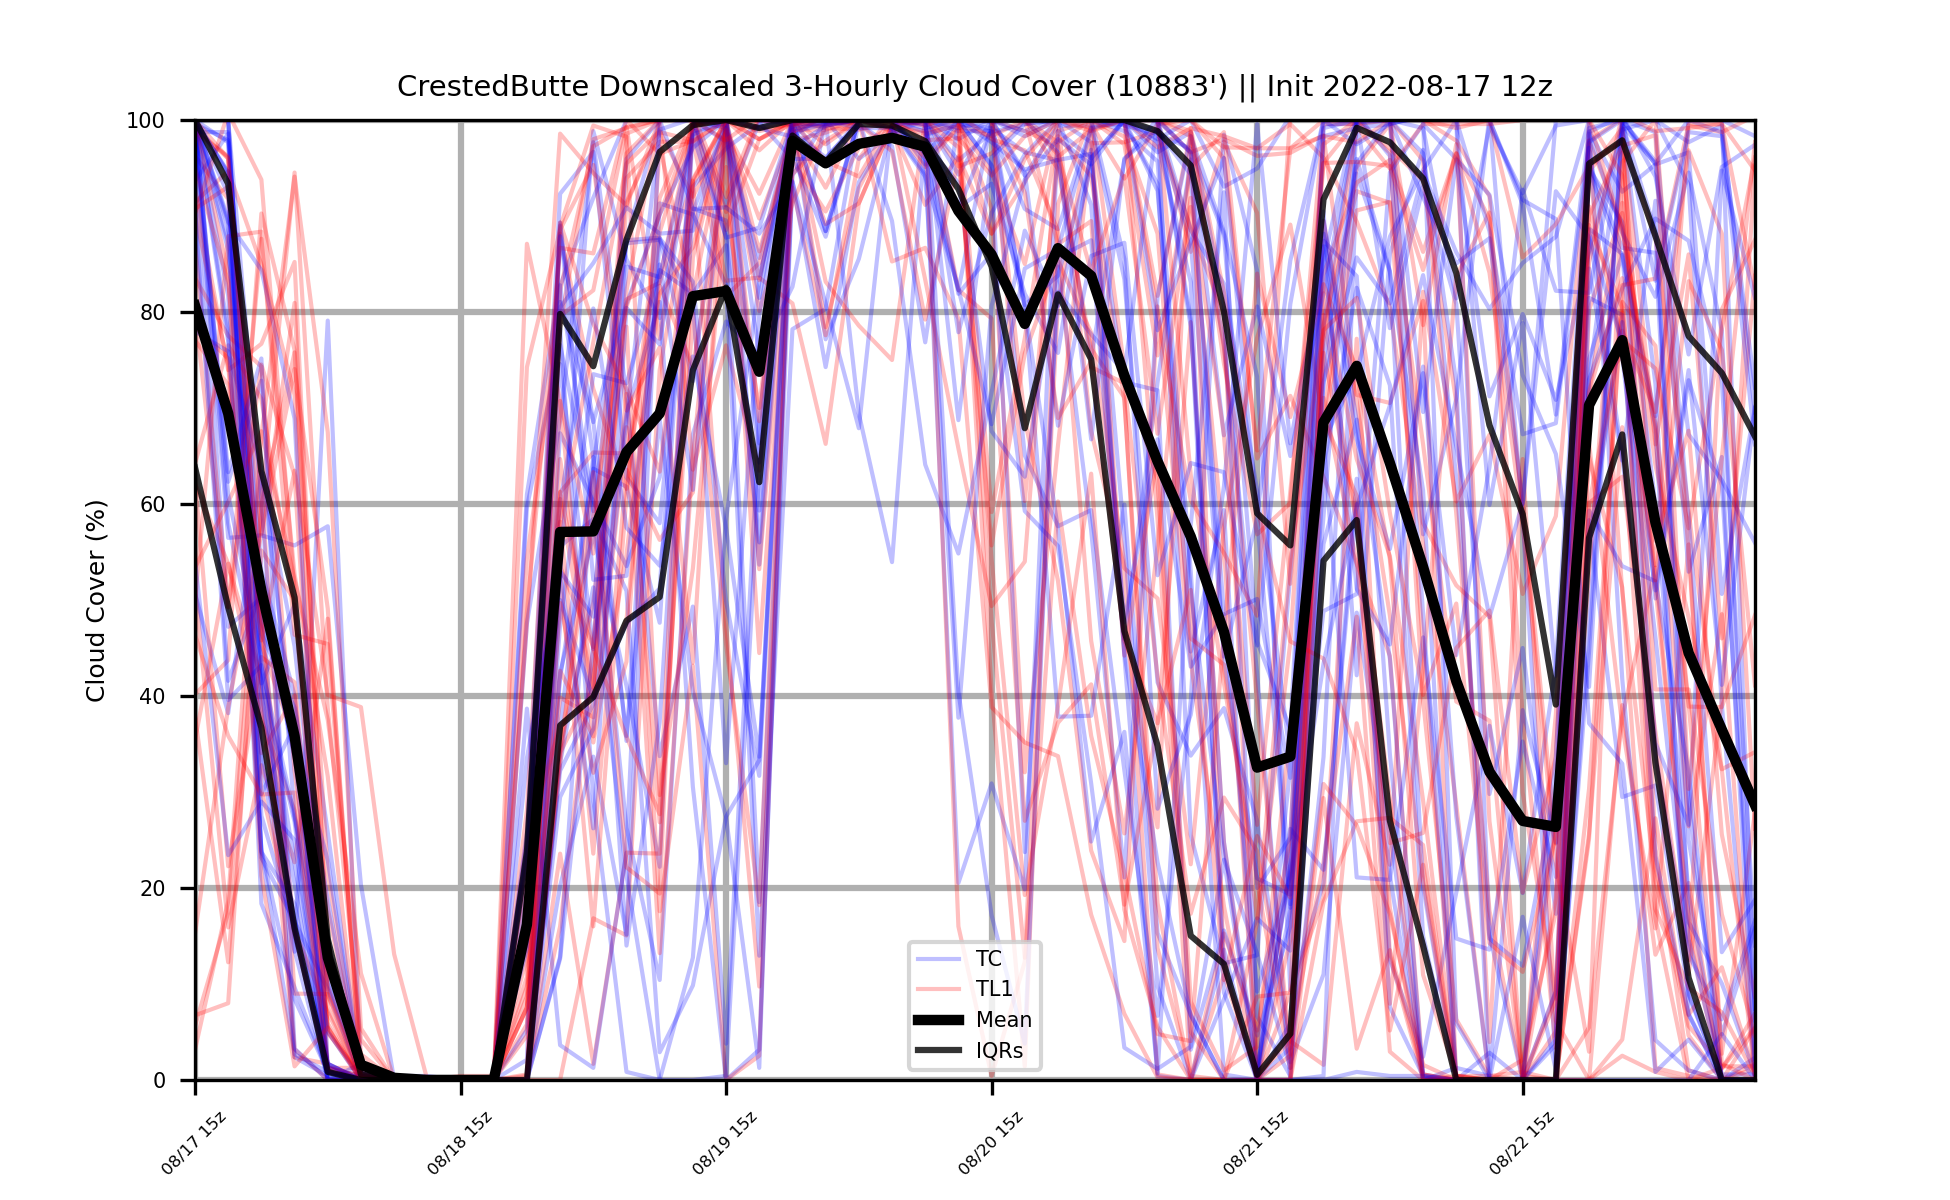 CrestedButte Downscaled 3-Hourly Cloud Cover (10883') || Init 2022-08-17 12z
Cloud Cover (%)
100
80
60
40
20
0
TC
TL1
Mean
IQRs
08/17 15z
08/18 15z
08/19 15z
08/20 15z
08/21 15z
08/22 15z